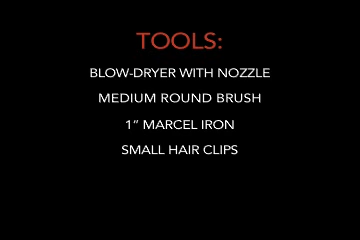 TOOLS:
BLOW-DRYER WITH NOZZLE
MEDIUM ROUND BRUSH
1” MARCEL IRON
SMALL HAIR CLIPS